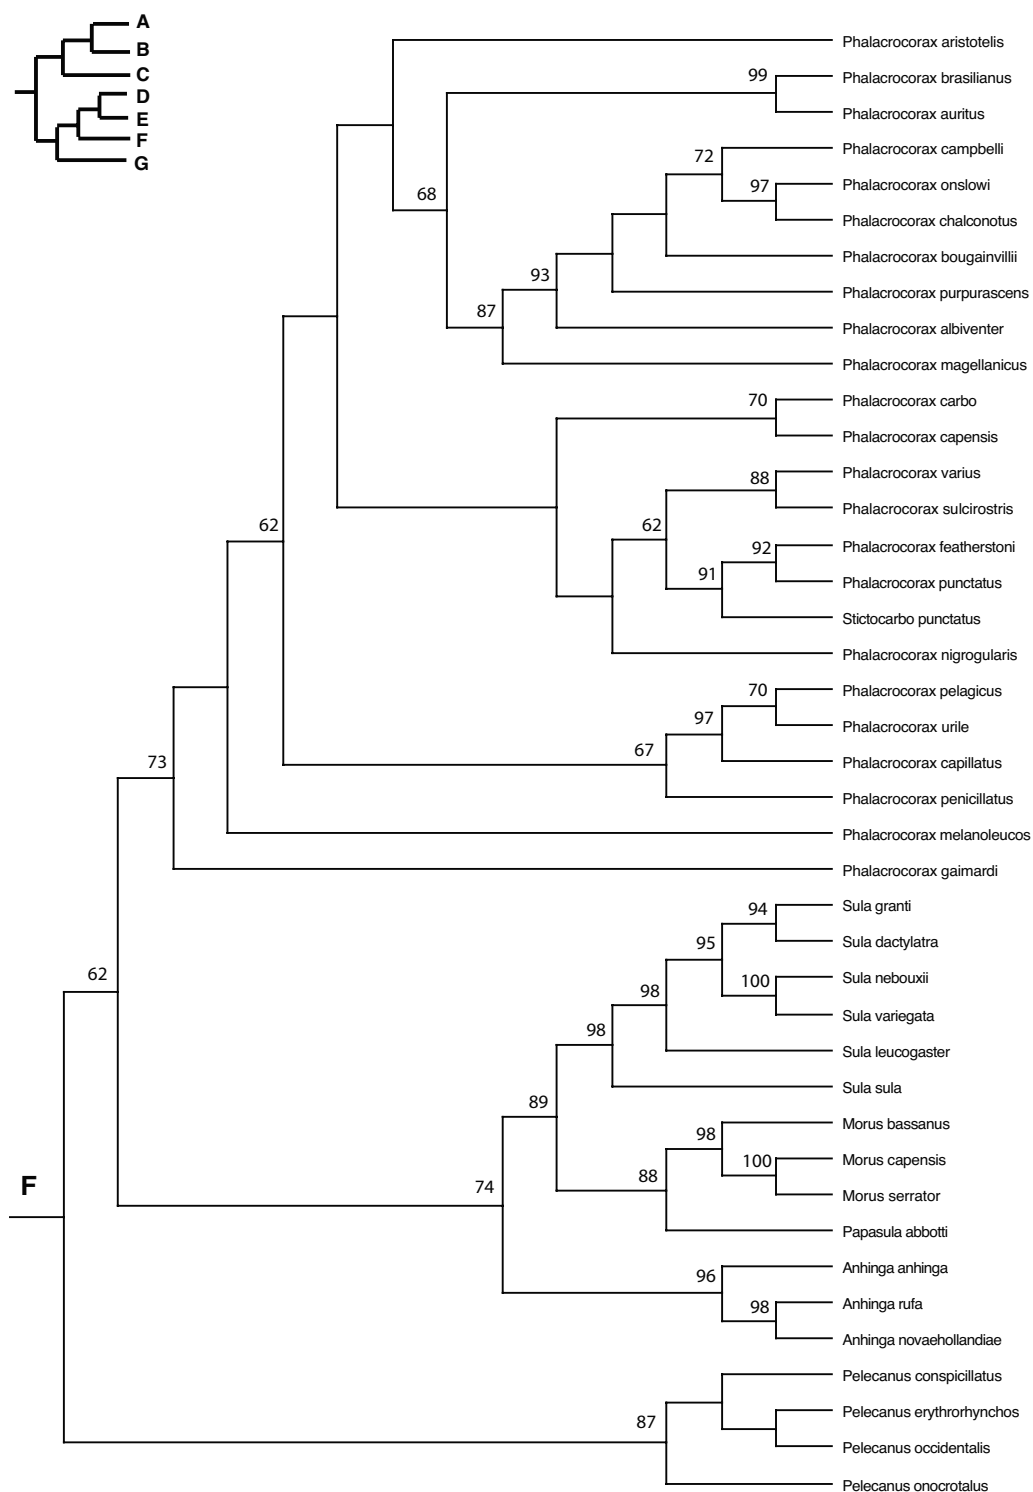 A
B
C
D
E
F
G
Phalacrocorax aristotelis
99
Phalacrocorax brasilianus
Phalacrocorax auritus
72
Phalacrocorax campbelli
97
Phalacrocorax onslowi
68
Phalacrocorax chalconotus
Phalacrocorax bougainvillii
93
Phalacrocorax purpurascens
87
Phalacrocorax albiventer
Phalacrocorax magellanicus
70
Phalacrocorax carbo
Phalacrocorax capensis
88
Phalacrocorax varius
Phalacrocorax sulcirostris
62
62
92
Phalacrocorax featherstoni
91
Phalacrocorax punctatus
Stictocarbo punctatus
Phalacrocorax nigrogularis
70
Phalacrocorax pelagicus
97
Phalacrocorax urile
67
73
Phalacrocorax capillatus
Phalacrocorax penicillatus
Phalacrocorax melanoleucos
Phalacrocorax gaimardi
94
Sula granti
95
Sula dactylatra
62
100
Sula nebouxii
98
Sula variegata
98
Sula leucogaster
Sula sula
89
Morus bassanus
98
100
Morus capensis
88
74
Morus serrator
F
Papasula abbotti
96
Anhinga anhinga
98
Anhinga rufa
Anhinga novaehollandiae
Pelecanus conspicillatus
87
Pelecanus erythrorhynchos
Pelecanus occidentalis
Pelecanus onocrotalus